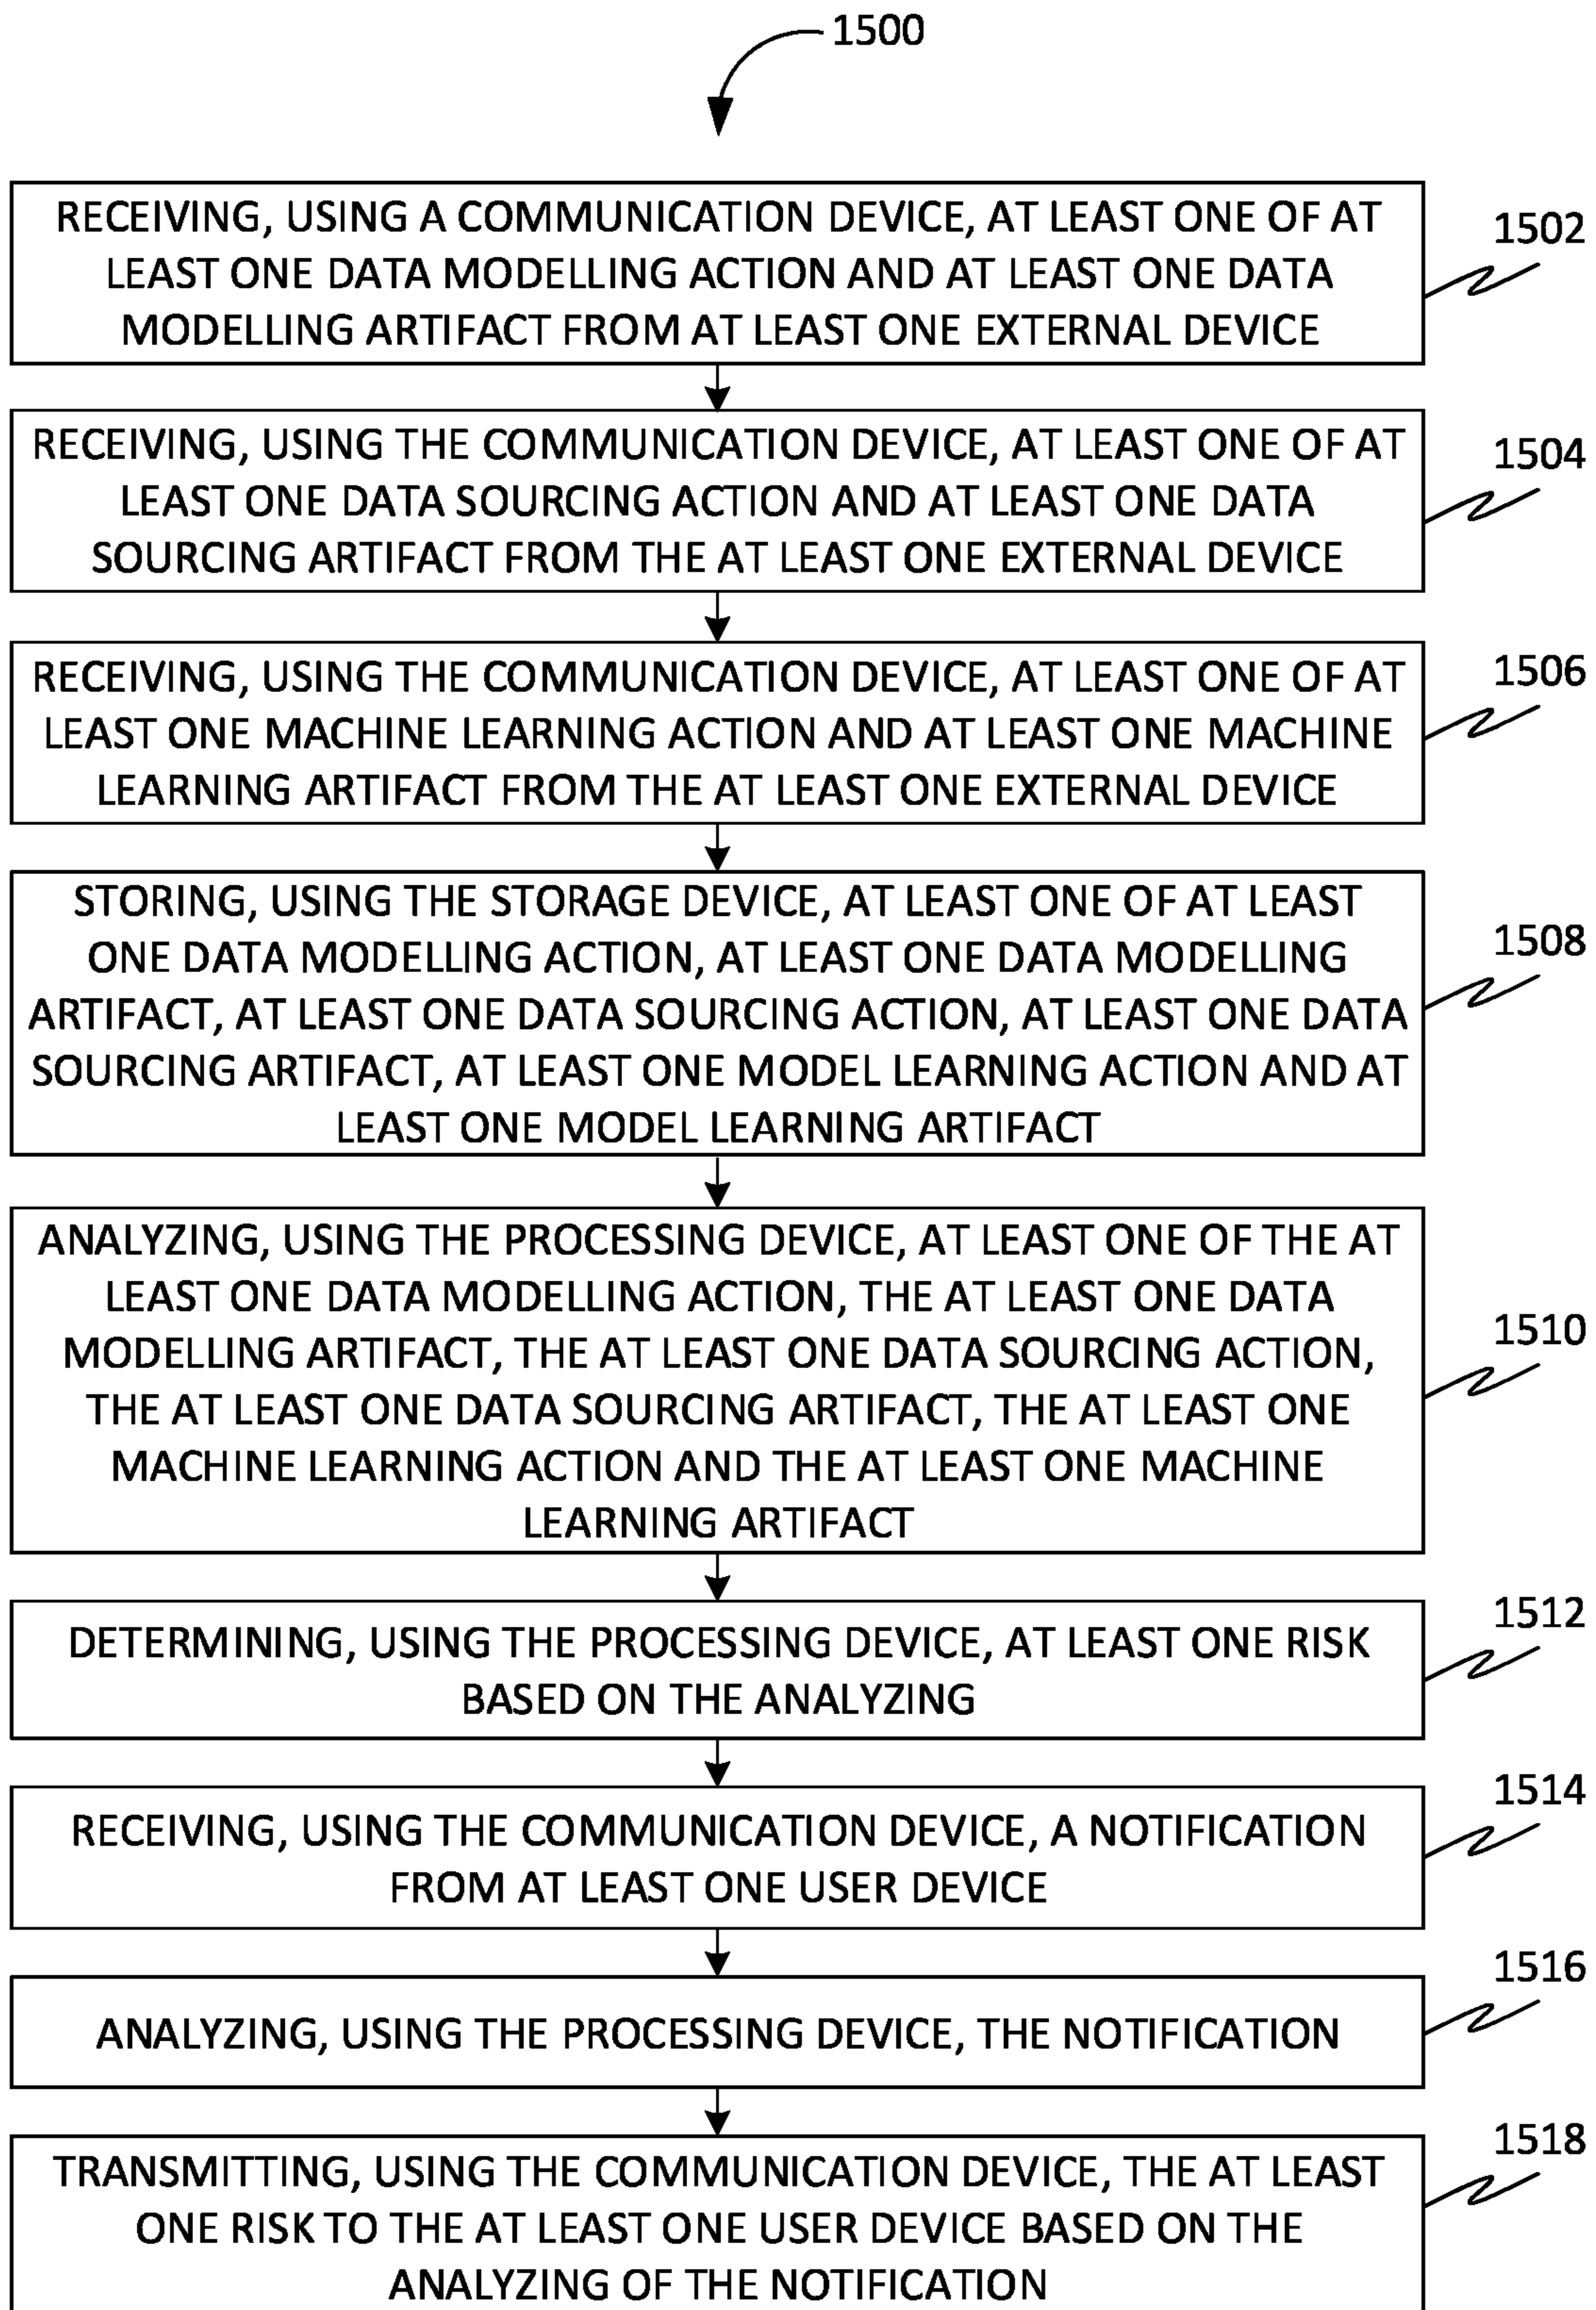 1500
RECEIVING, USING A COMMUNICATION DEVICE, AT LEAST ONE OF AT
LEAST ONE DATA MODELLING ACTION AND AT LEAST ONE DATA
MODELLING ARTIFACT FROM AT LEAST ONE EXTERNAL DEVICE
1502
RECEIVING, USING THE COMMUNICATION DEVICE, AT LEAST ONE OF AT
LEAST ONE DATA SOURCING ACTION AND AT LEAST ONE DATA
SOURCING ARTIFACT FROM THE AT LEAST ONE EXTERNAL DEVICE
1504
RECEIVING, USING THE COMMUNICATION DEVICE, AT LEAST ONE OF AT
LEAST ONE MACHINE LEARNING ACTION AND AT LEAST ONE MACHINE
LEARNING ARTIFACT FROM THE AT LEAST ONE EXTERNAL DEVICE
1506
STORING, USING THE STORAGE DEVICE, AT LEAST ONE OF AT LEAST
ONE DATA MODELLING ACTION, AT LEAST ONE DATA MODELLING
ARTIFACT, AT LEAST ONE DATA SOURCING ACTION, AT LEAST ONE DATA
SOURCING ARTIFACT, AT LEAST ONE MODEL LEARNING ACTION AND AT
LEAST ONE MODEL LEARNING ARTIFACT
1508
ANALYZING, USING THE PROCESSING DEVICE, AT LEAST ONE OF THE AT
LEAST ONE DATA MODELLING ACTION, THE AT LEAST ONE DATA
MODELLING ARTIFACT, THE AT LEAST ONE DATA SOURCING ACTION,
THE AT LEAST ONE DATA SOURCING ARTIFACT, THE AT LEAST ONE
MACHINE LEARNING ACTION AND THE AT LEAST ONE MACHINE
LEARNING ARTIFACT
1510
DETERMINING, USING THE PROCESSING DEVICE, AT LEAST ONE RISK
BASED ON THE ANALYZING
1512
RECEIVING, USING THE COMMUNICATION DEVICE, A NOTIFICATION
FROM AT LEAST ONE USER DEVICE
1514
ANALYZING, USING THE PROCESSING DEVICE, THE NOTIFICATION
1516
TRANSMITTING, USING THE COMMUNICATION DEVICE, THE AT LEAST
ONE RISK TO THE AT LEAST ONE USER DEVICE BASED ON THE
ANALYZING OF THE NOTIFICATION
1518